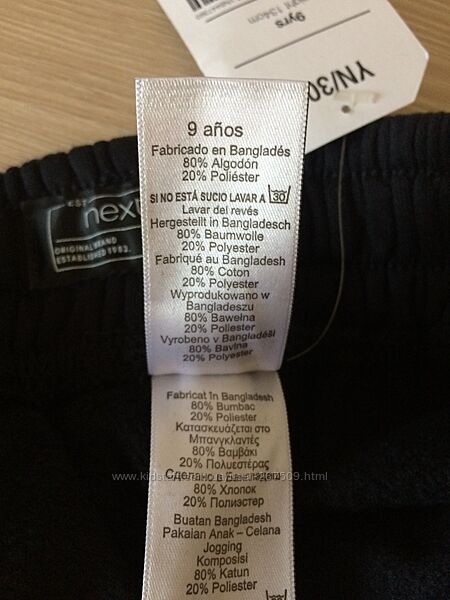 9yrs
YN/30
9 años
Fabricado en Bangladés
80% Algodón
20% Poliéster
SI NO ESTÁ SUCIO LAVAR A 30
Lavar del revés
Hergestellt in Bangladesch
80% Baumwolle
20% Polyester
Fabriqué au Bangladesh
80% Coton
20% Polyester
Wyprodukowano w
Bangladeszu
80% Bawełna
20% Poliester
Vyrobeno v Bangladéši
80% Bavlna
20% Polyester
EST
next
ORIGINAL BRAND
ESTABLISHED 1982.
Fabricat în Bangladesh
80% Bumbac
20% Poliester
Κατασκευάζεται στο
Μπανγκλαντές
80% Βαμβάκι
20% Πολυεστέρας
Сделано в
80% Хлопок
20% Полиэстер
Buatan Bangladesh
Pakaian Anak – Celana
Jogging
Komposisi
80% Katun
20% Poliester